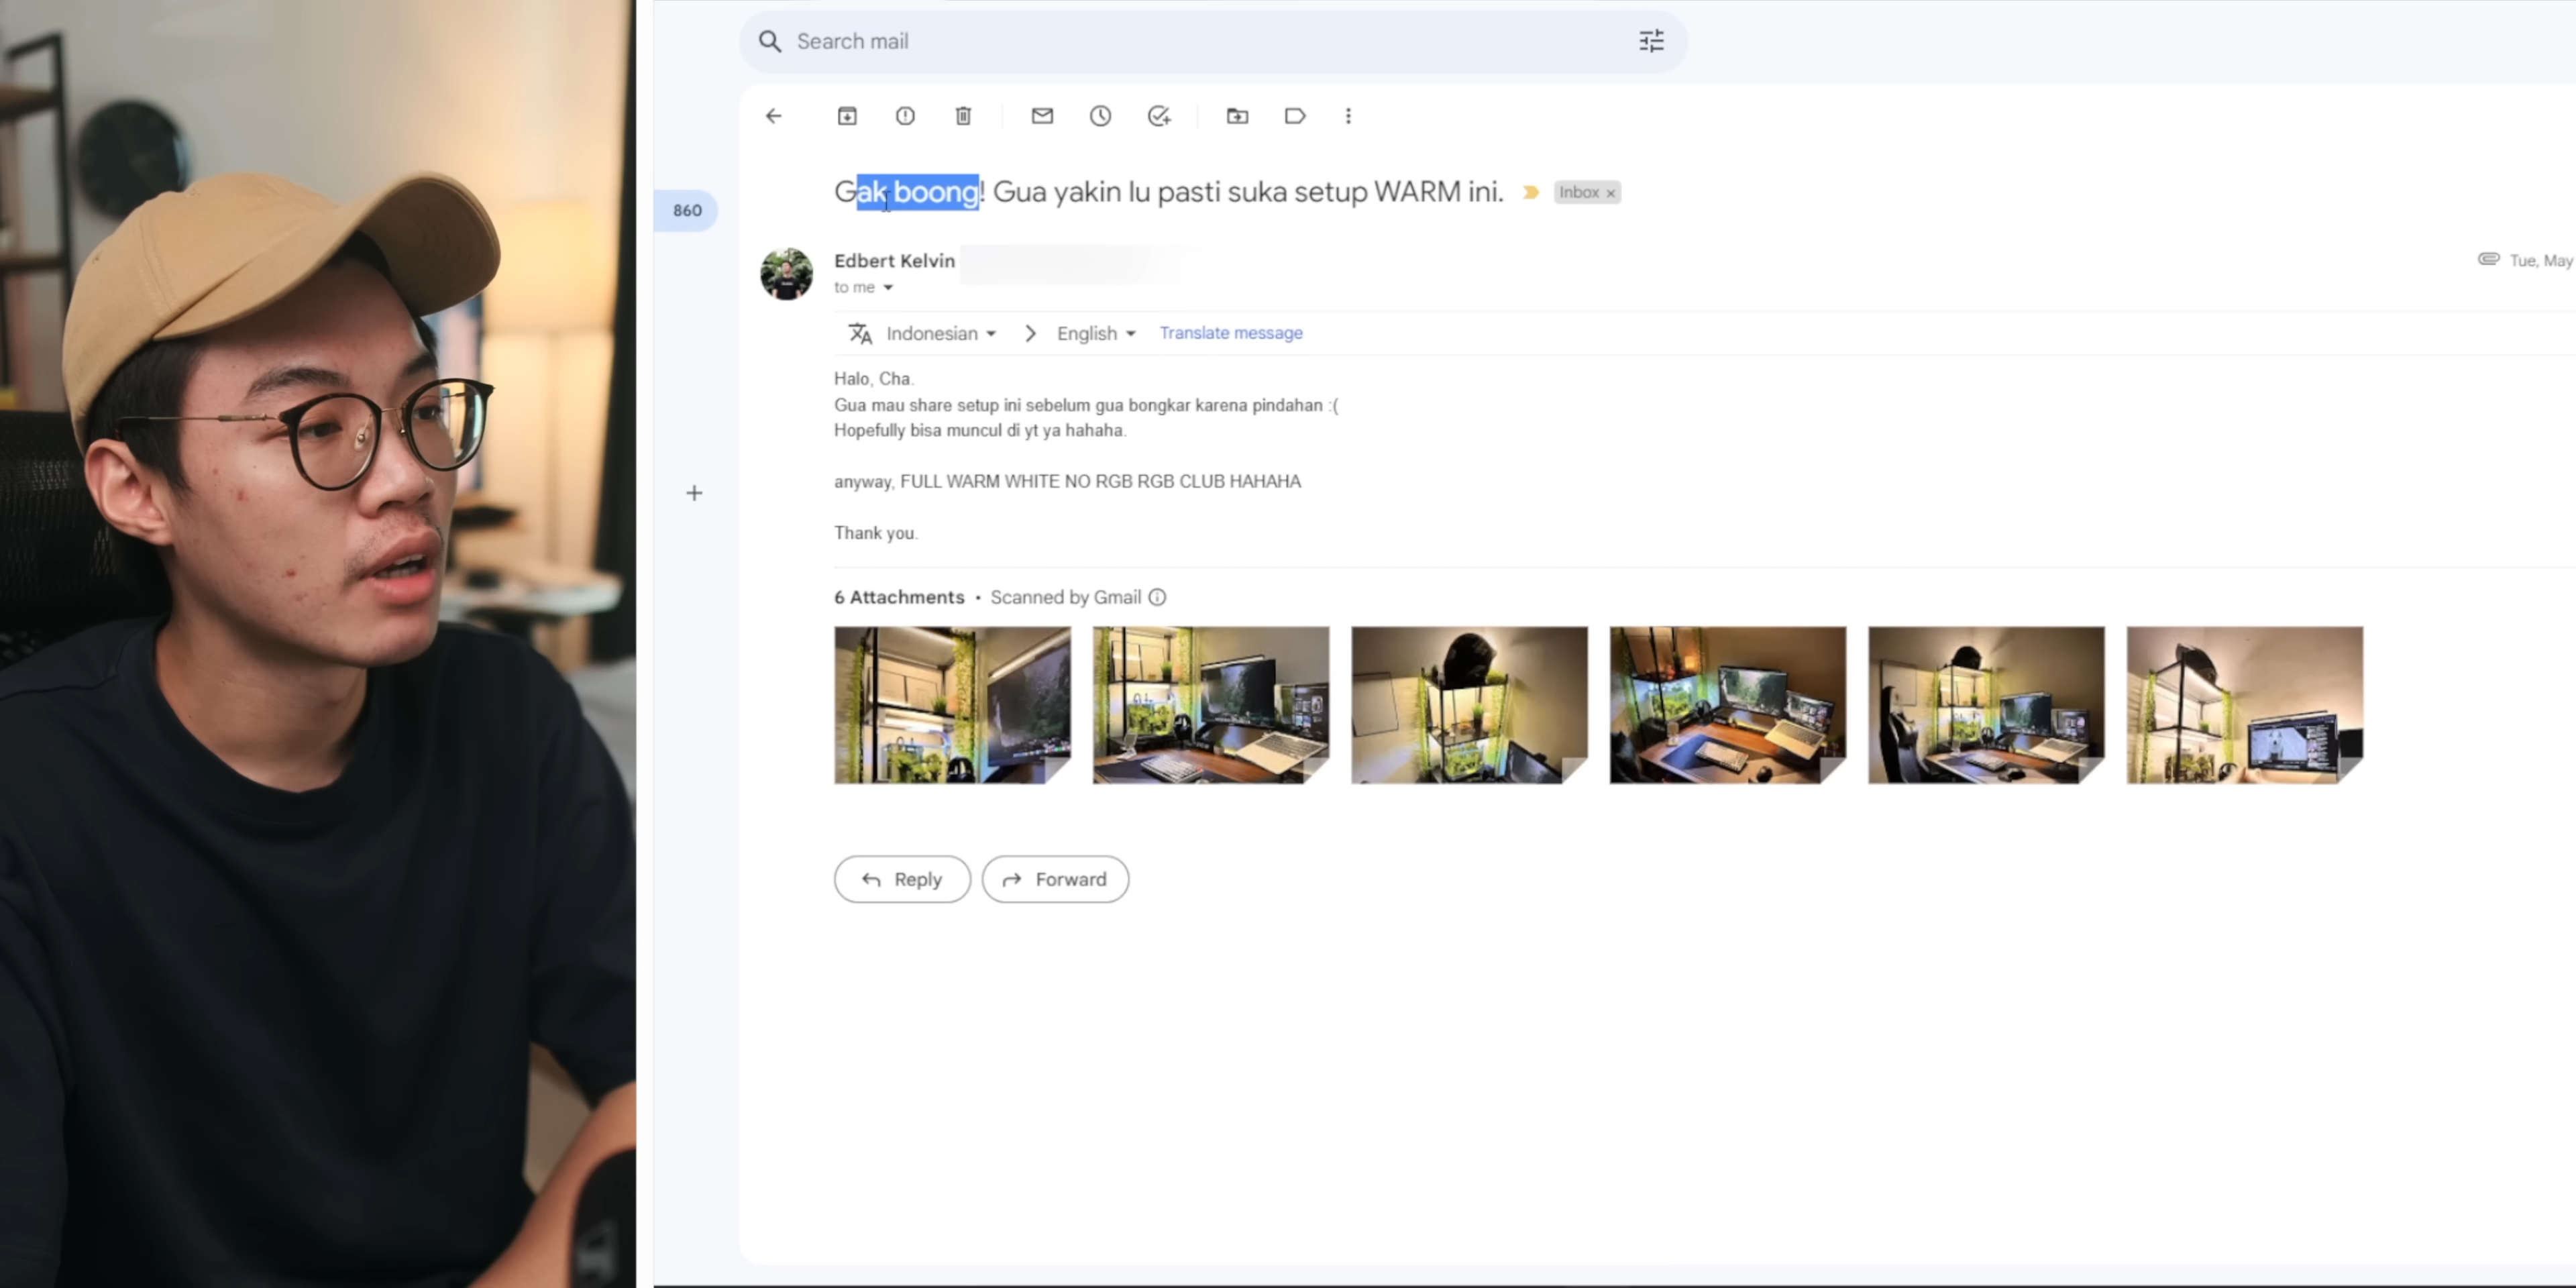 Search mail
Gak boong! Gua yakin lu pasti suka setup WARM ini. Inbox ×
860
Edbert Kelvin
Tue, May
to me
Indonesian > English Translate message
Halo, Cha.
Gua mau share setup ini sebelum gua bongkar karena pindahan :(
Hopefully bisa muncul di yt ya hahaha.
anyway, FULL WARM WHITE NO RGB RGB CLUB HAHAHA
Thank you.
6 Attachments • Scanned by Gmail
Reply Forward